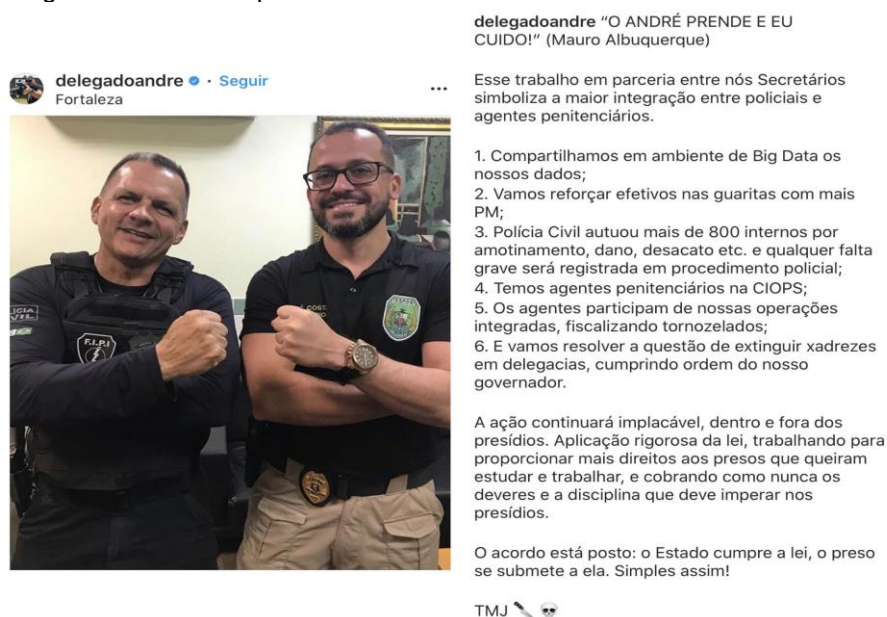 delegadoandre · Seguir
Fortaleza
F.I.P.I
COST
delegadoandre “O ANDRÉ PRENDE E EU
CUIDO!” (Mauro Albuquerque)
Esse trabalho em parceria entre nós Secretários
simboliza a maior integração entre policiais e
agentes penitenciários.
1. Compartilhamos em ambiente de Big Data os
nossos dados;
2. Vamos reforçar efetivos nas guaritas com mais
PM;
3. Polícia Civil autuou mais de 800 internos por
amotinamento, dano, desacato etc. e qualquer falta
grave será registrada em procedimento policial;
4. Temos agentes penitenciários na CIOPS;
5. Os agentes participam de nossas operações
integradas, fiscalizando tornozelados;
6. E vamos resolver a questão de extinguir xadrezes
em delegacias, cumprindo ordem do nosso
governador.
A ação continuará implacável, dentro e fora dos
presídios. Aplicação rigorosa da lei, trabalhando para
proporcionar mais direitos aos presos que queiram
estudar e trabalhar, e cobrando como nunca os
deveres e a disciplina que deve imperar nos
presídios.
O acordo está posto: o Estado cumpre a lei, o preso
se submete a ela. Simples assim!
TMJ 🔪 💀